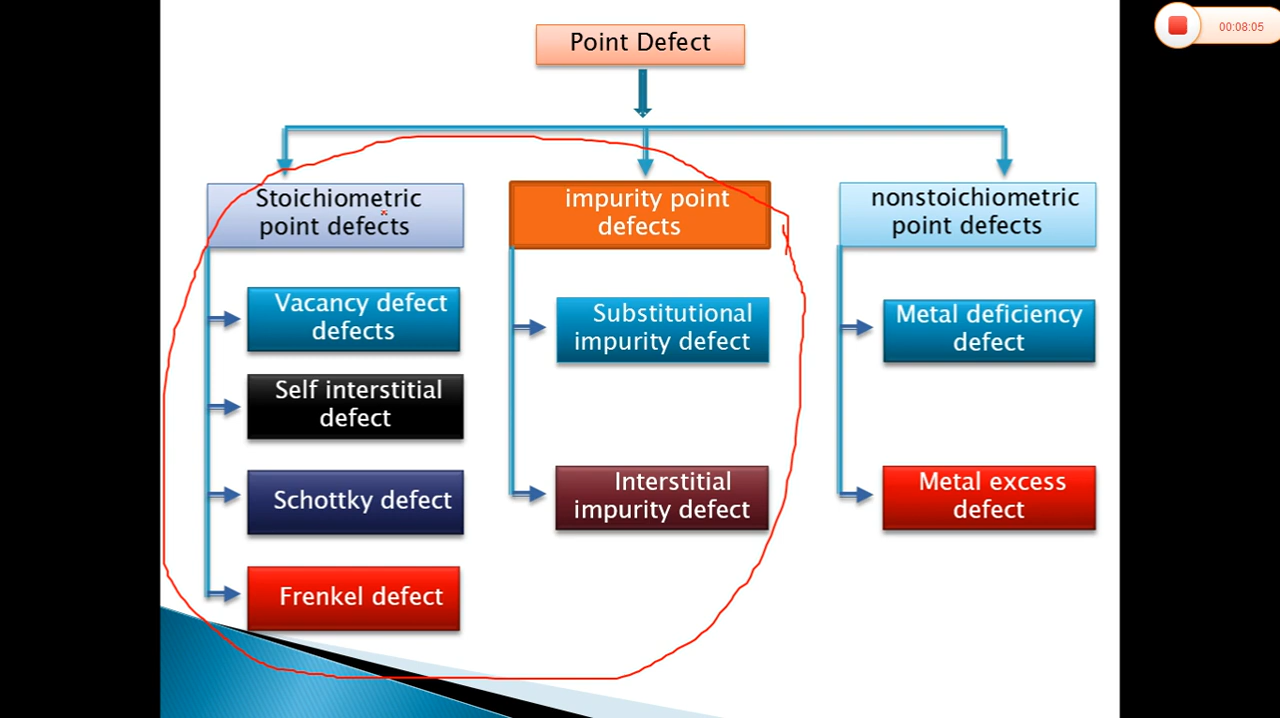 00:08:05
Point Defect
Stoichiometric
point defects
Vacancy defect
defects
Self interstitial
defect
Schottky defect
Frenkel defect
impurity point
defects
Substitutional
impurity defect
Interstitial
impurity defect
nonstoichiometric
point defects
Metal deficiency
defect
Metal excess
defect